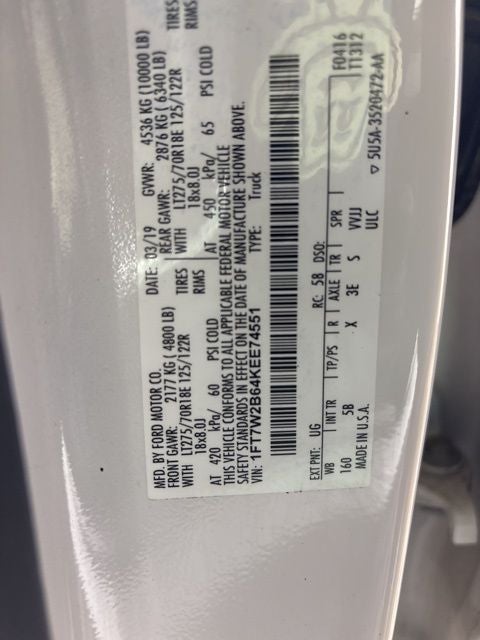 MFD. BY FORD MOTOR CO.
DATE: 03/19 GVWR: 4536 KG (10000 LB)
FRONT GAWR: 2177 KG ( 4800 LB) REAR GAWR: 2876 KG ( 6340 LB)
WITH LT275/70R18E 125/122R TIRES WITH LT275/70R18E 125/122R TIRES
18x8.0J RIMS 18x8.0J RIMS
AT 420 kPa/ 60 PSI COLD AT 450 kPa/ 65 PSI COLD
THIS VEHICLE CONFORMS TO ALL APPLICABLE FEDERAL MOTOR VEHICLE
SAFETY STANDARDS IN EFFECT ON THE DATE OF MANUFACTURE SHOWN ABOVE.
VIN: 1FT7W2B64KEE74551 TYPE: Truck
F0416
T1312
EXT PNT: UG RC: 58 DSO:
WB INT TR TP/PS R AXLE TR SPR
160 5B X 3E S VVJJ
ULC
MADE IN U.S.A. ▽ 5U5A-3520472-AA